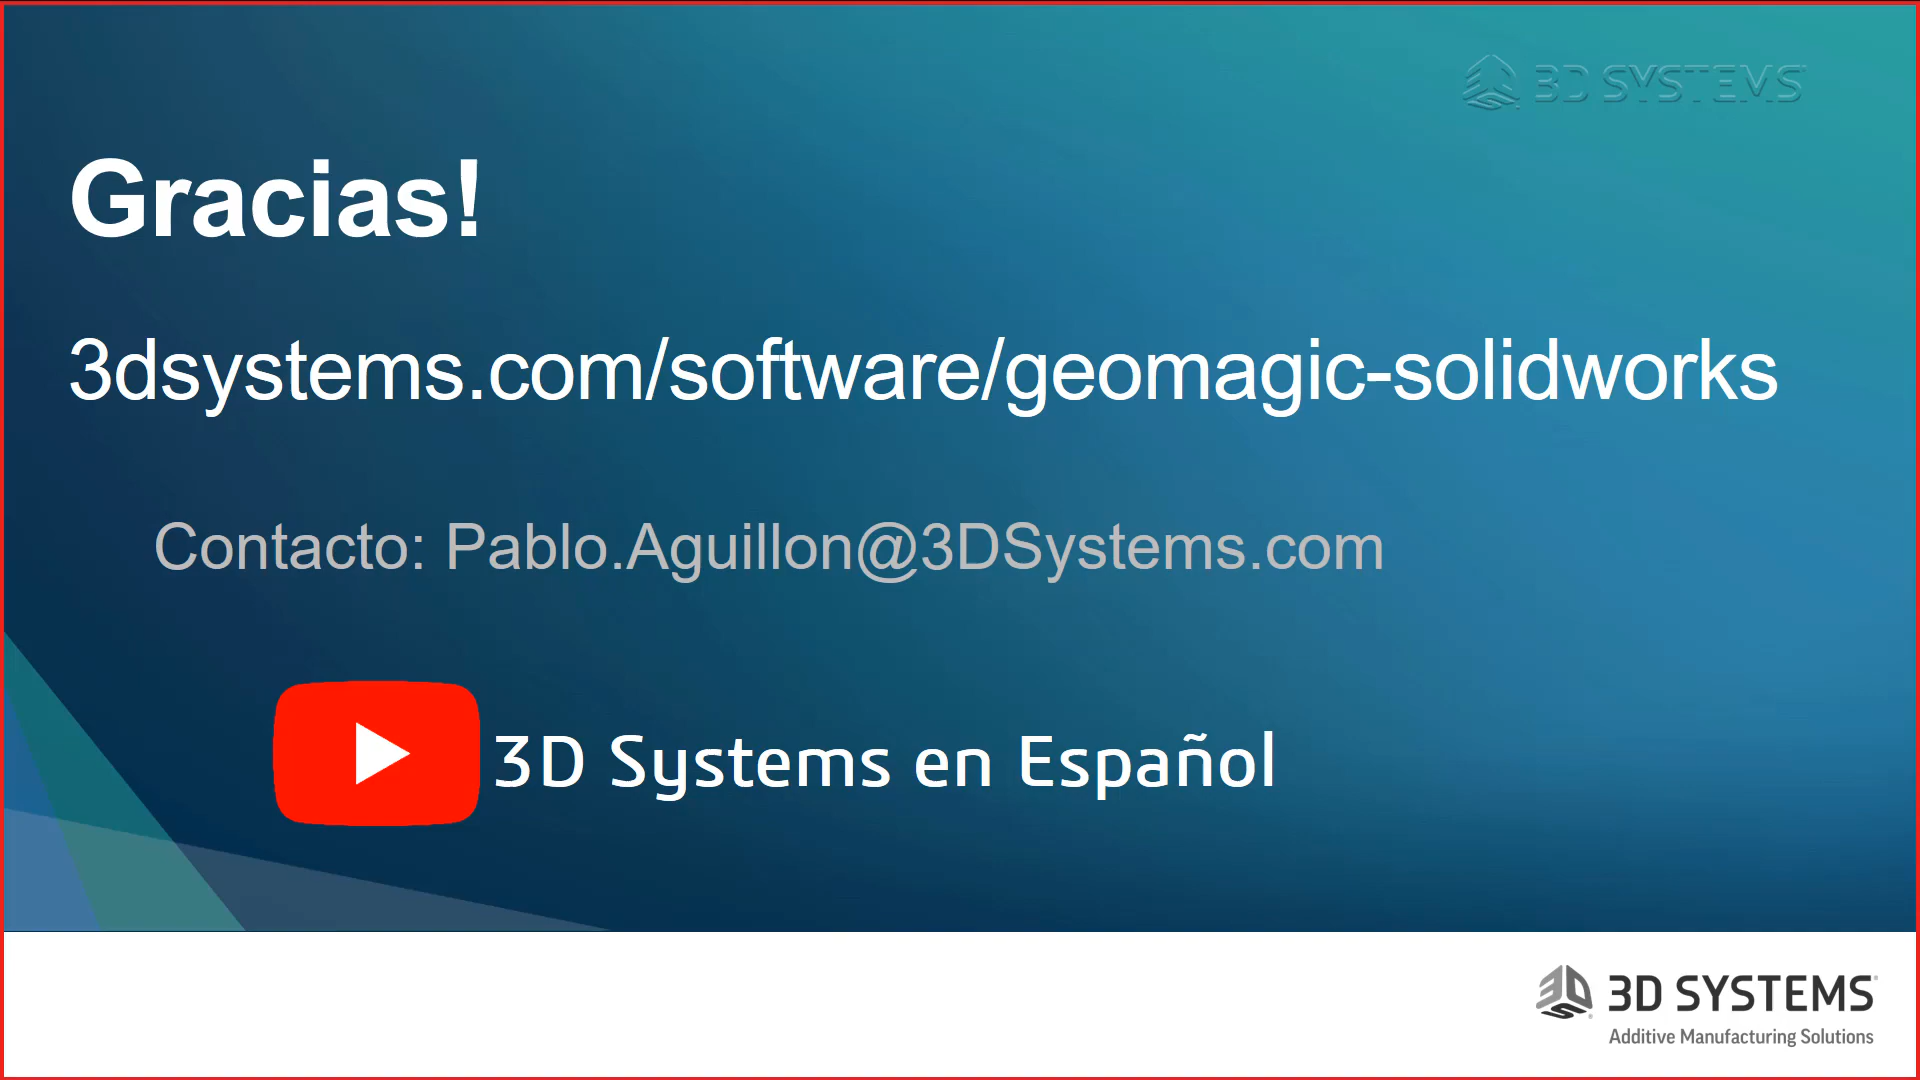 3D SYSTEMS
Gracias!
3dsystems.com/software/geomagic-solidworks
Contacto: Pablo.Aguillon@3DSystems.com
3D Systems en Español
3D SYSTEMS
Additive Manufacturing Solutions